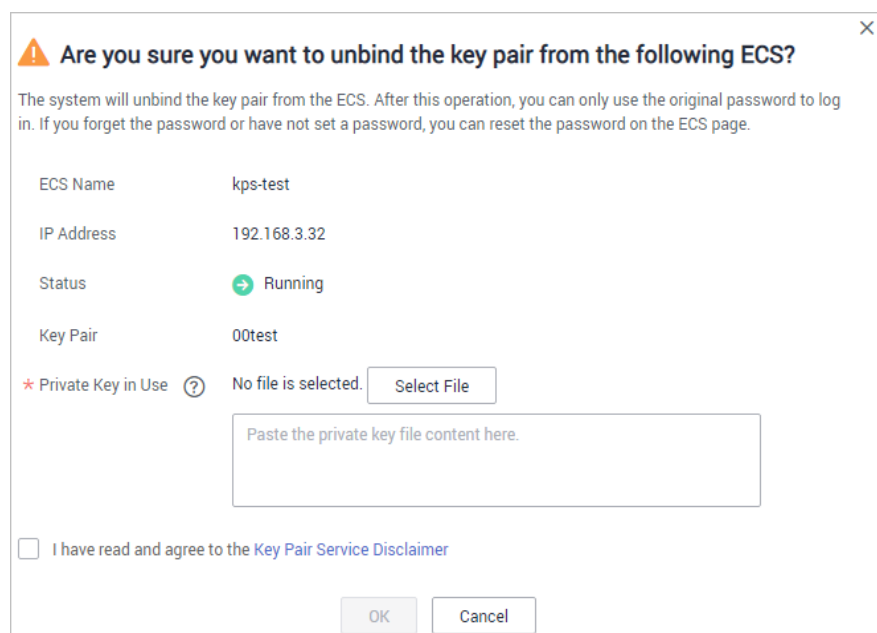 Are you sure you want to unbind the key pair from the following ECS?
The system will unbind the key pair from the ECS. After this operation, you can only use the original password to log
in. If you forget the password or have not set a password, you can reset the password on the ECS page.
ECS Name kps-test
IP Address 192.168.3.32
Status Running
Key Pair 00test
* Private Key in Use ? No file is selected. Select File
Paste the private key file content here.
I have read and agree to the Key Pair Service Disclaimer
OK Cancel